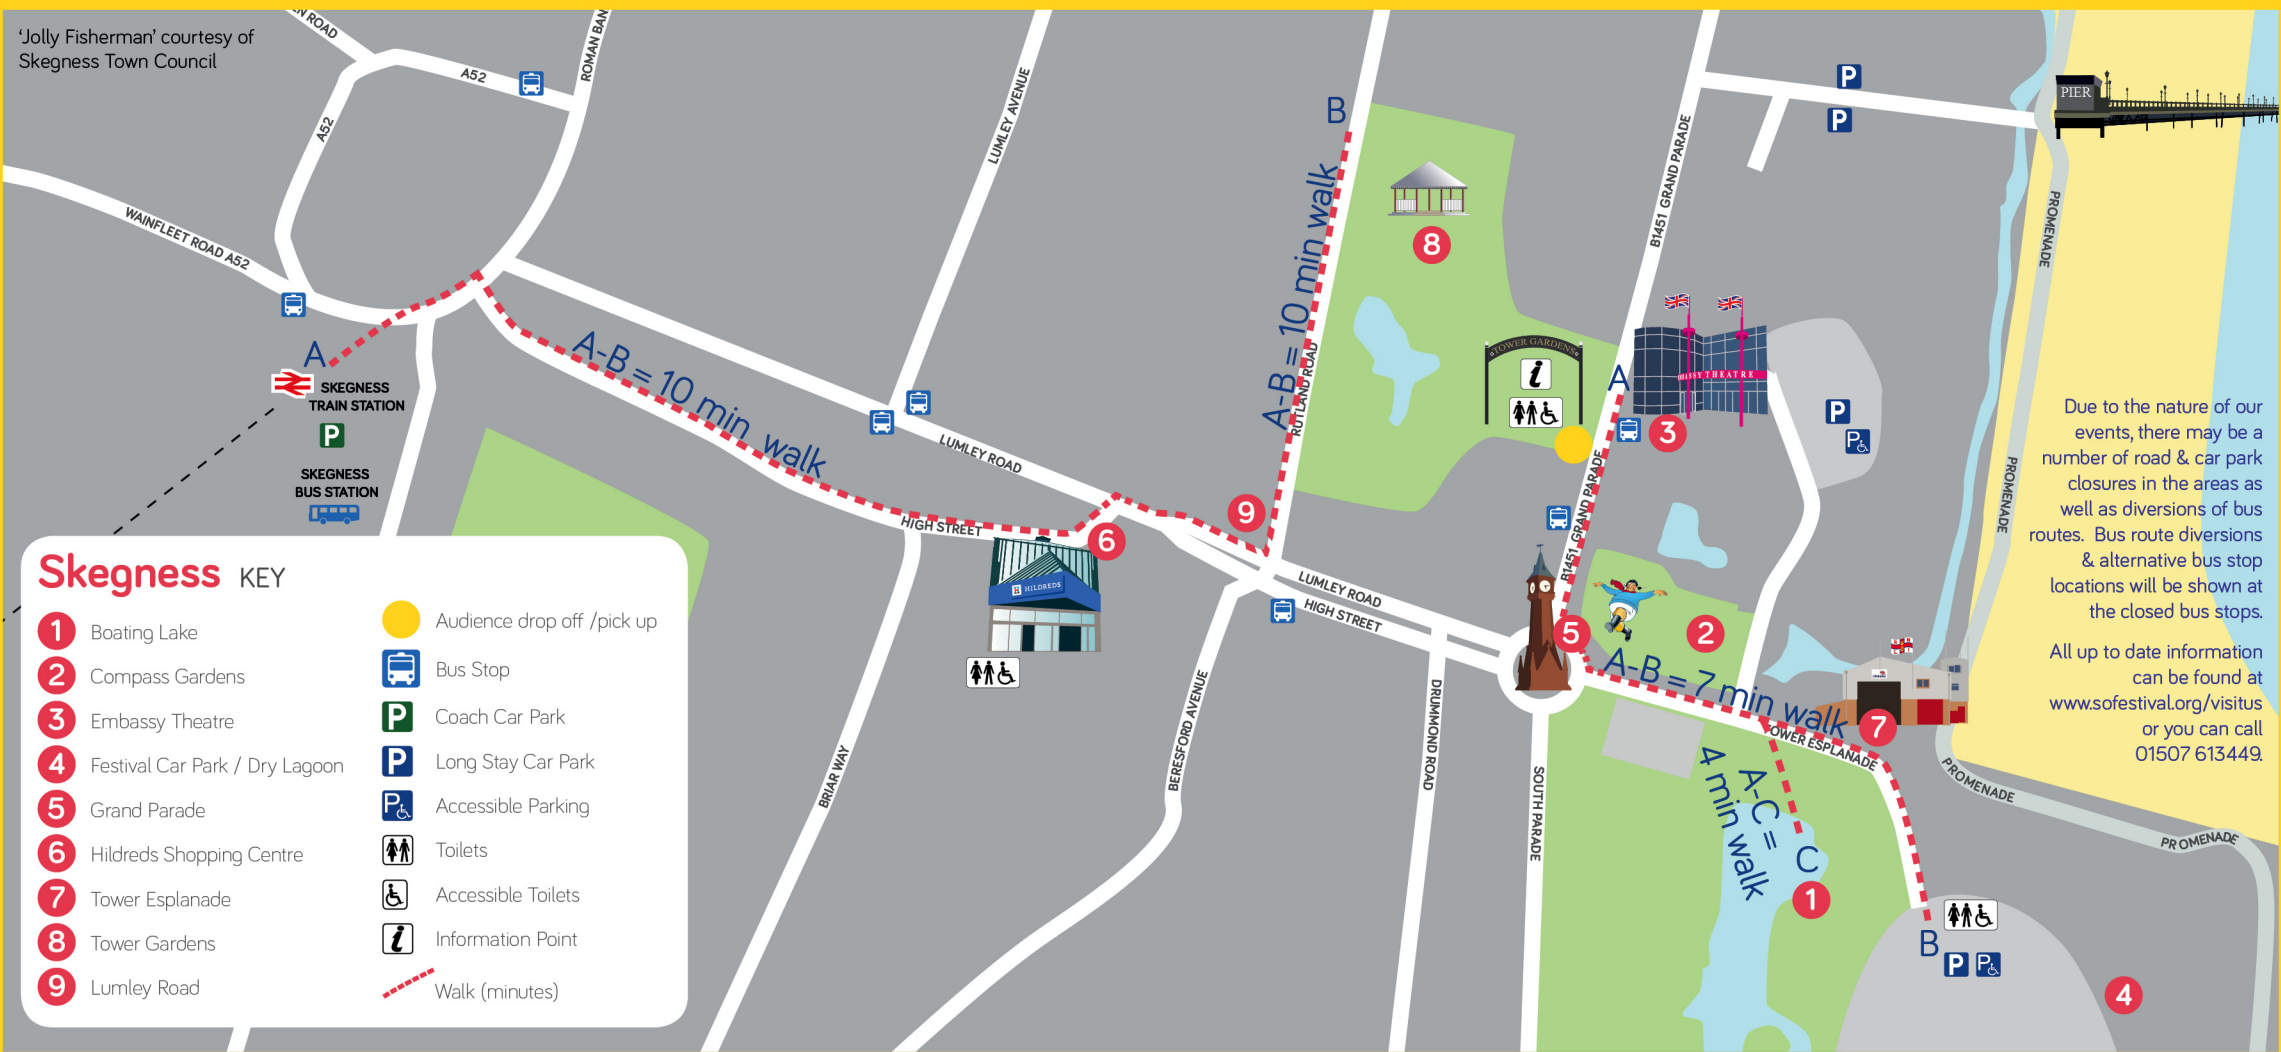 'Jolly Fisherman' courtesy of
Skegness Town Council
EN ROAD
A52
A52
ROMAN BAN
WAINFLEET ROAD A52
A
SKEGNESS
TRAIN STATION
P
SKEGNESS
BUS STATION
A-B = 10 min walk
LUMLEY AVENUE
LUMLEY ROAD
HIGH STREET
6
HILDREDS
9
B
A-B = 10 min walk
RUTLAND ROAD
8
TOWER GARDENS
i
B1451 GRAND PARADE
A
EMBASSY THEATRE
3
P
P
PIER
PROMENADE
P
P
PROMENADE
B1451 GRAND PARADE
LUMLEY ROAD
HIGH STREET
5
2
A-B = 7 min walk
TOWER ESPLANADE
7
A-C =
4 min walk
C
1
B
P
P
4
PROMENADE
PROMENADE
BRIAR WAY
BERESFORD AVENUE
DRUMMOND ROAD
SOUTH PARADE
Due to the nature of our
events, there may be a
number of road & car park
closures in the areas as
well as diversions of bus
routes. Bus route diversions
& alternative bus stop
locations will be shown at
the closed bus stops.
All up to date information
can be found at
www.sofestival.org/visitus
or you can call
01507 613449.
Skegness KEY
1 Boating Lake
2 Compass Gardens
3 Embassy Theatre
4 Festival Car Park / Dry Lagoon
5 Grand Parade
6 Hildreds Shopping Centre
7 Tower Esplanade
8 Tower Gardens
9 Lumley Road
Audience drop off /pick up
Bus Stop
P Coach Car Park
P Long Stay Car Park
P Accessible Parking
Toilets
Accessible Toilets
i Information Point
Walk (minutes)